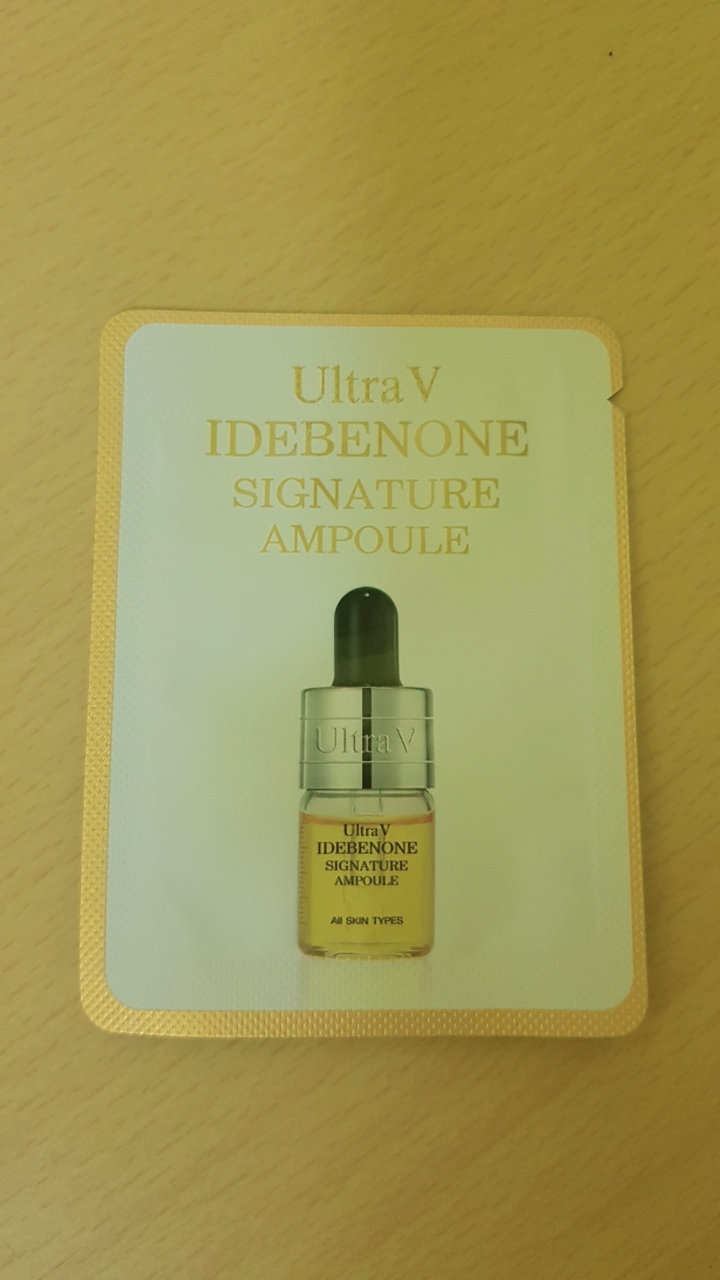 Ultra V
IDEBENONE
SIGNATURE
AMPOULE
Ultra V
Ultra V
IDEBENONE
SIGNATURE
AMPOULE
All SKIN TYPES